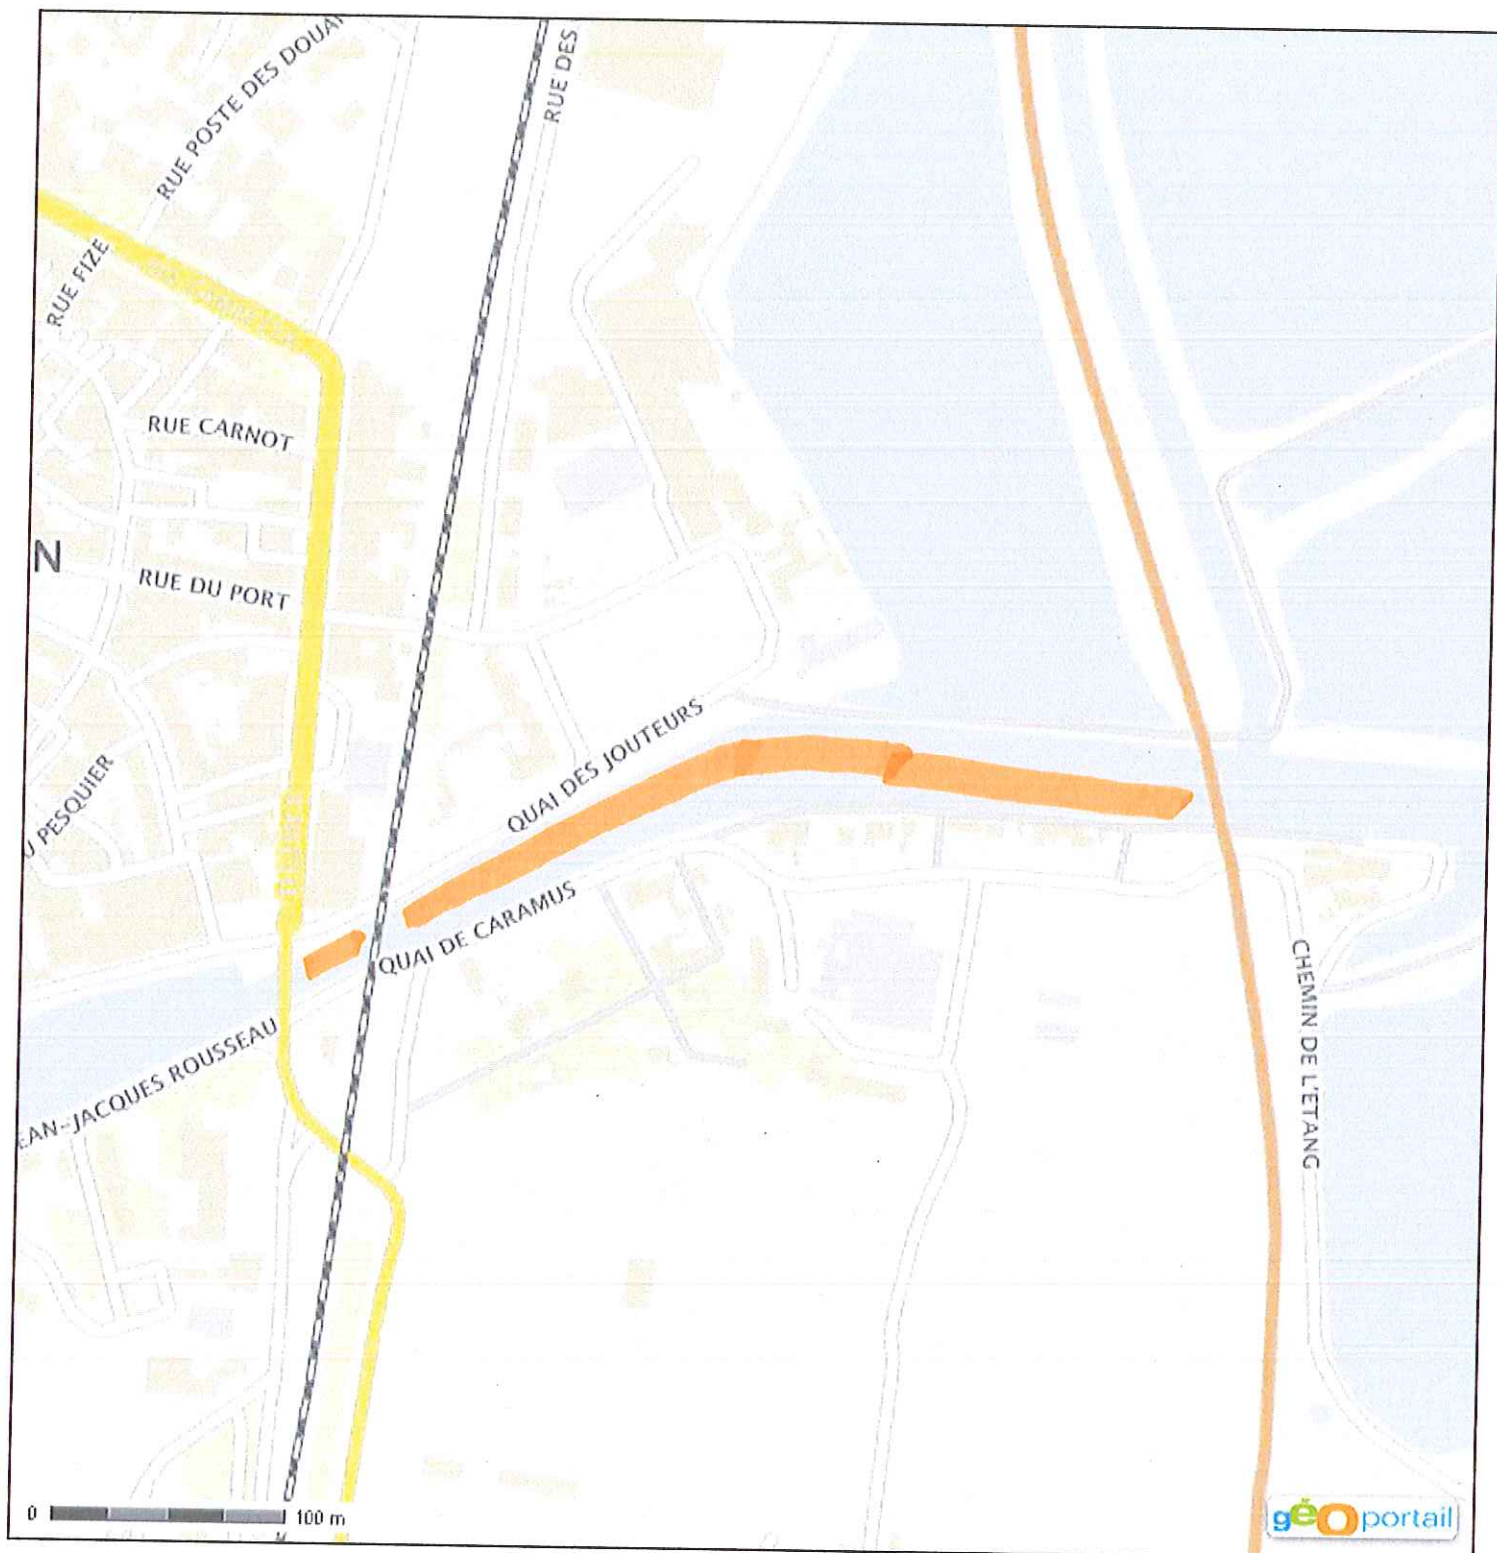 RUE POSTE DES DOUAN
RUE DES
RUE FIZE
RUE CARNOT
N
RUE DU PORT
QUAI DES JOUTEURS
U PESQUIER
QUAI DE CARAMUS
EAN-JACQUES ROUSSEAU
CHEMIN DE L'ETANG
0 100 m
géoportail